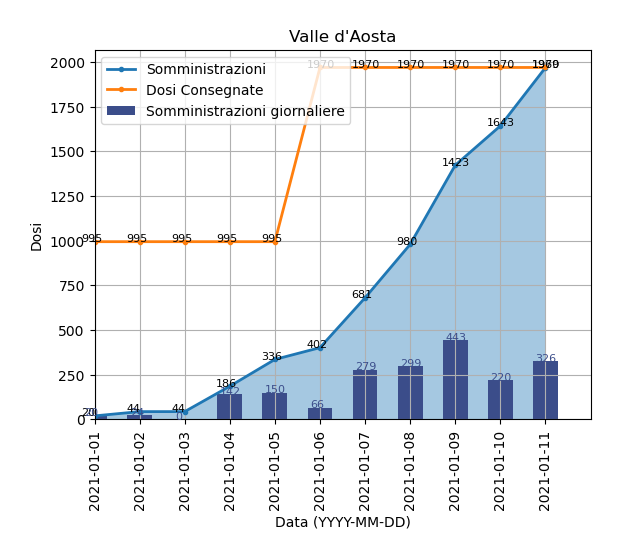 Valle d'Aosta
Somministrazioni
Dosi Consegnate
Somministrazioni giornaliere
Dosi
2000
1750
1500
1250
1000
750
500
250
0
995 995 995 995 995 1970 1970 1970 1970 1970
20 44 44 186 336 402 681 980 1423 1643 1969
142 150 66 279 299 443 220 326
2021-01-01
2021-01-02
2021-01-03
2021-01-04
2021-01-05
2021-01-06
2021-01-07
2021-01-08
2021-01-09
2021-01-10
2021-01-11
Data (YYYY-MM-DD)